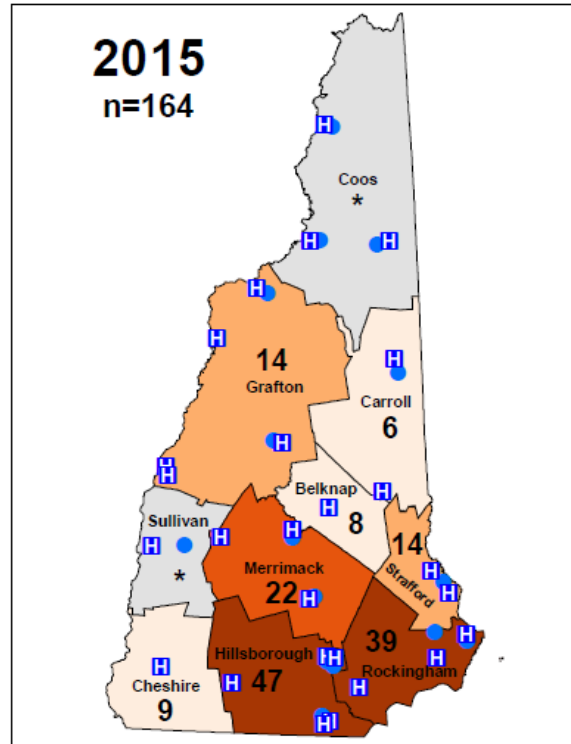 2015
n=164
H
Coos
*
H
H
H
H
14
Grafton
H
Carroll
6
H
H
H
Belknap
H
H
8
Sullivan
H
*
H
H
Merrimack
22
H
14
Strafford
H
H
H
Cheshire
9
Hillsborough
47
H
H
H
H
H
39
Rockingham
H
H
H